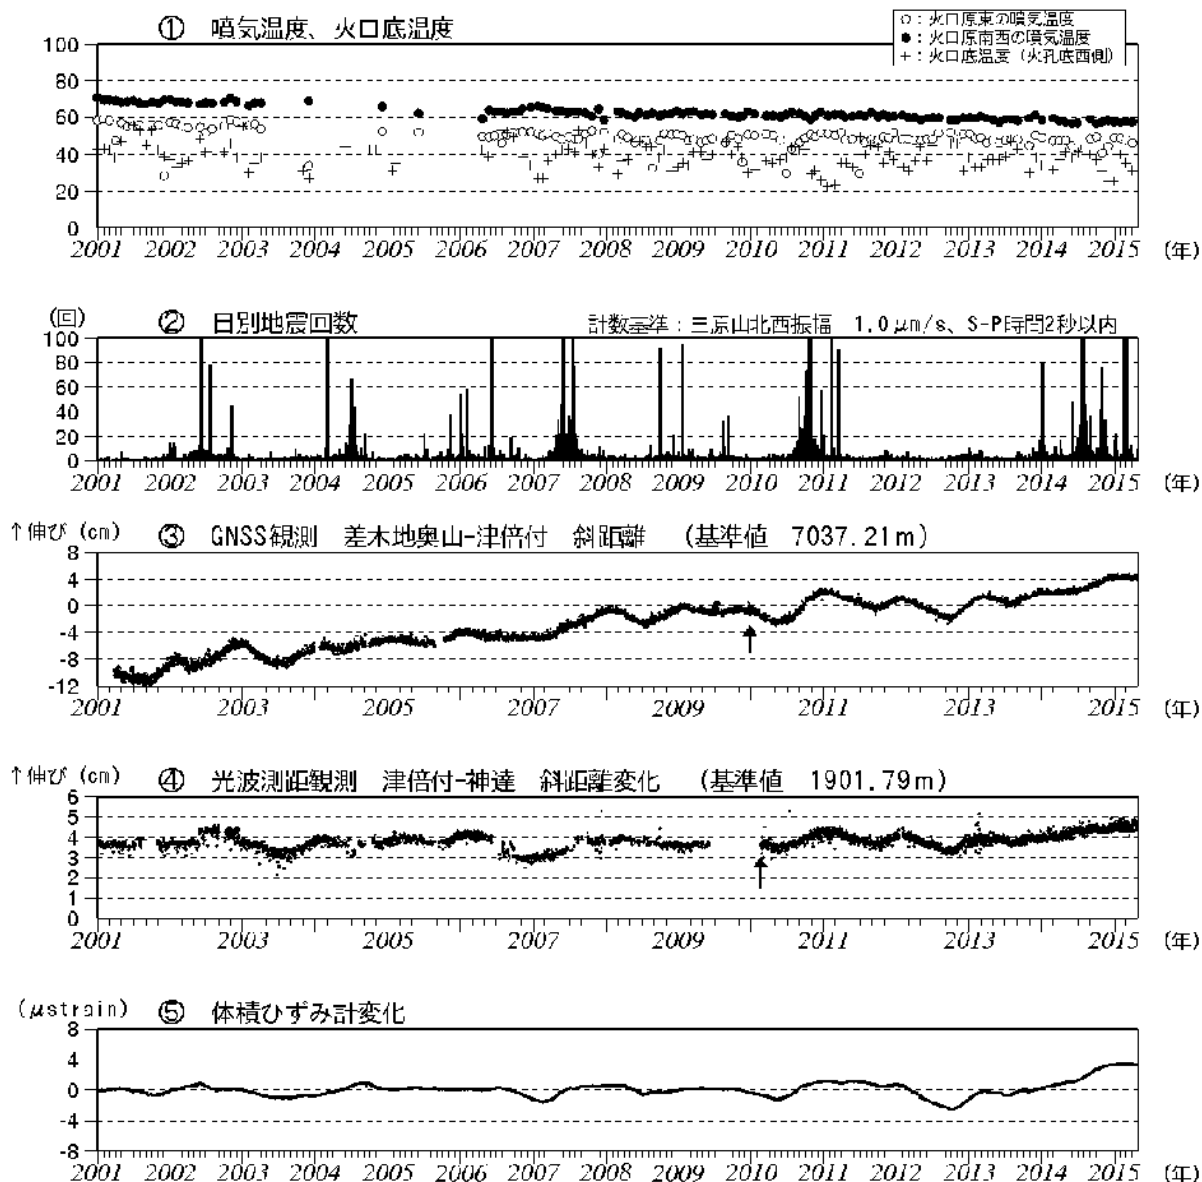 ① 噴気温度、火口底温度
○：火口原東の噴気温度
●：火口原南西の噴気温度
+：火口底温度（火孔底西側）
100
80
60
40
20
0
2001 2002 2003 2004 2005 2006 2007 2008 2009 2010 2011 2012 2013 2014 2015 (年)
(回) ② 日別地震回数 計数基準：三原山北西振幅 1.0μm/s、S-P時間2秒以内
100
80
60
40
20
0
2001 2002 2003 2004 2005 2006 2007 2008 2009 2010 2011 2012 2013 2014 2015 (年)
↑伸び (cm) ③ GNSS観測 差木地奥山-津倍付 斜距離 (基準値 7037.21m)
8
4
0
-4
-8
-12
2001 2003 2005 2007 2009 2011 2013 2015 (年)
↑伸び (cm) ④ 光波測距観測 津倍付-神達 斜距離変化 (基準値 1901.79m)
6
5
4
3
2
1
0
2001 2003 2005 2007 2009 2011 2013 2015 (年)
(μstrain) ⑤ 体積ひずみ計変化
8
4
0
-4
-8
2001 2002 2003 2004 2005 2006 2007 2008 2009 2010 2011 2012 2013 2014 2015 (年)